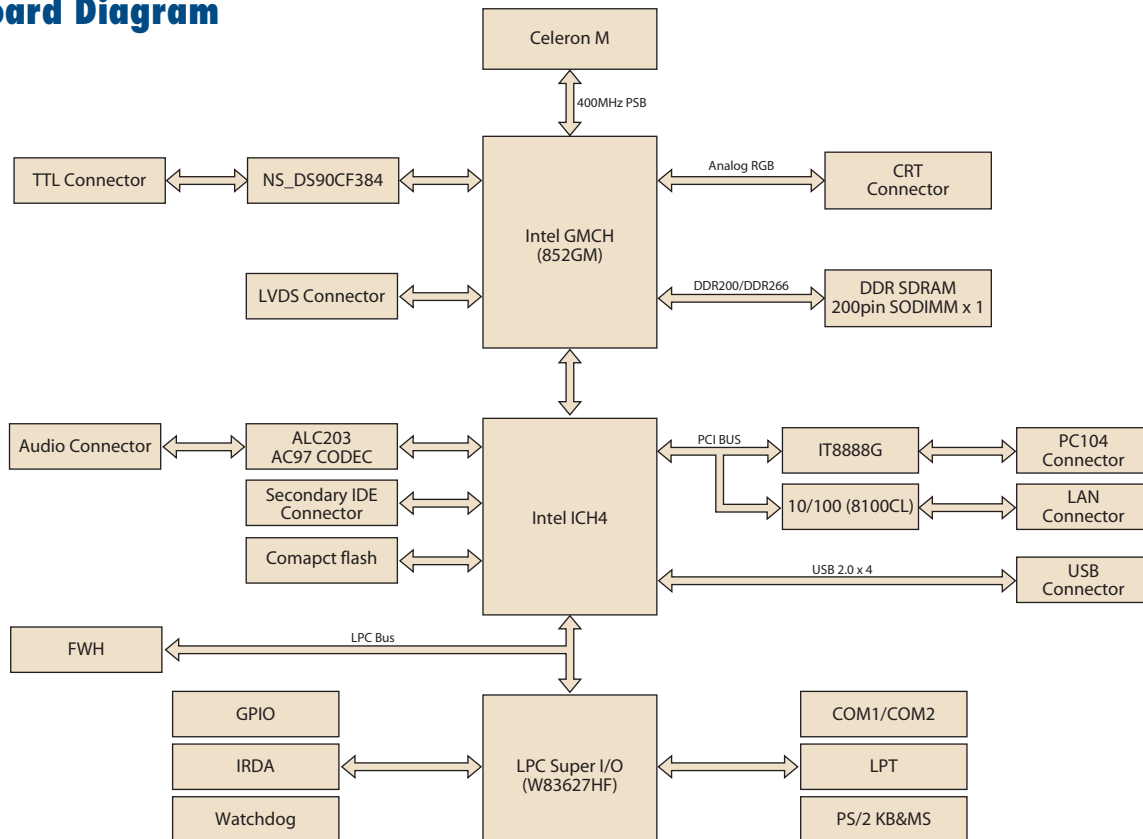 oard Diagram
Celeron M
400MHz PSB
TTL Connector
NS_DS90CF384
Analog RGB
CRT
Connector
Intel GMCH
(852GM)
LVDS Connector
DDR200/DDR266
DDR SDRAM
200pin SODIMM x 1
Audio Connector
ALC203
AC97 CODEC
PCI BUS
IT8888G
PC104
Connector
Secondary IDE
Connector
Intel ICH4
10/100 (8100CL)
LAN
Connector
Comapct flash
USB 2.0 x 4
USB
Connector
FWH
LPC Bus
GPIO
COM1/COM2
IRDA
LPC Super I/O
(W83627HF)
LPT
Watchdog
PS/2 KB&MS